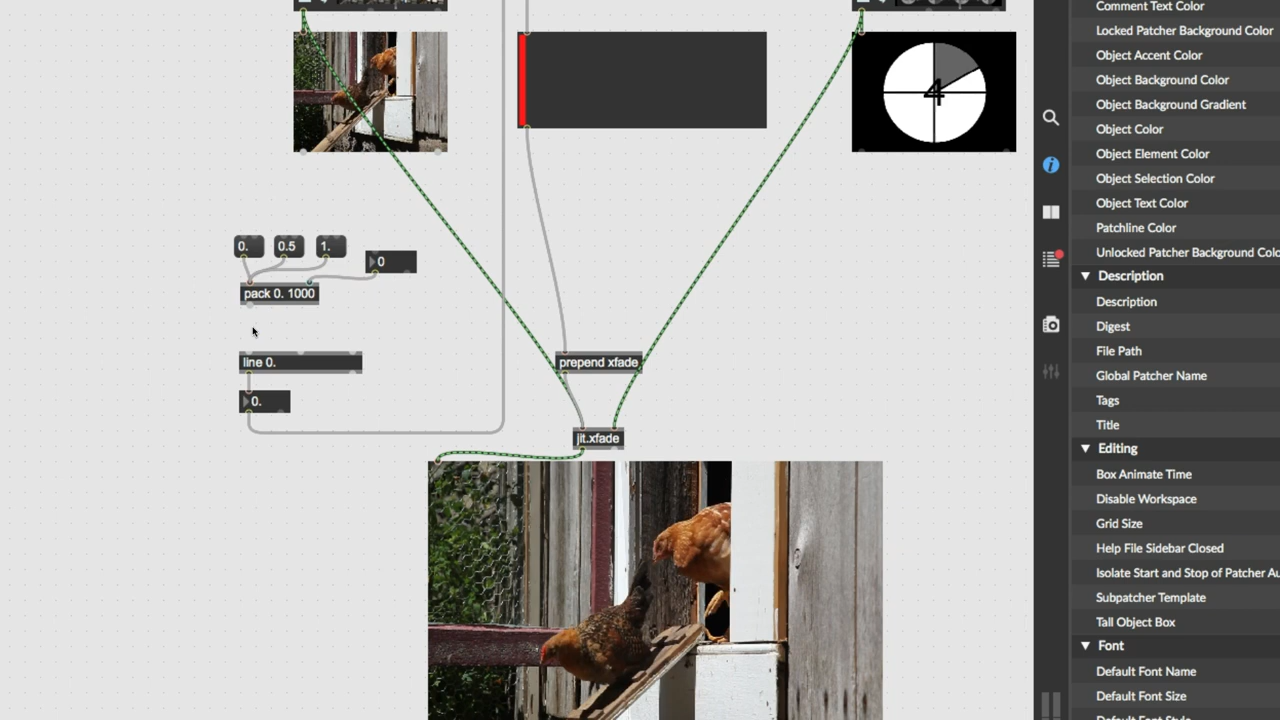 4
0.
0.5
1.
0
pack 0. 1000
line 0.
0.
prepend xfade
jit.xfade
Comment Text Color
Locked Patcher Background Color
Object Accent Color
Object Background Color
Object Background Gradient
Object Color
Object Element Color
Object Selection Color
Object Text Color
Patchline Color
Unlocked Patcher Background Colo
Description
Description
Digest
File Path
Global Patcher Name
Tags
Title
Editing
Box Animate Time
Disable Workspace
Grid Size
Help File Sidebar Closed
Isolate Start and Stop of Patcher Au
Subpatcher Template
Tall Object Box
Font
Default Font Name
Default Font Size
Default Font Style